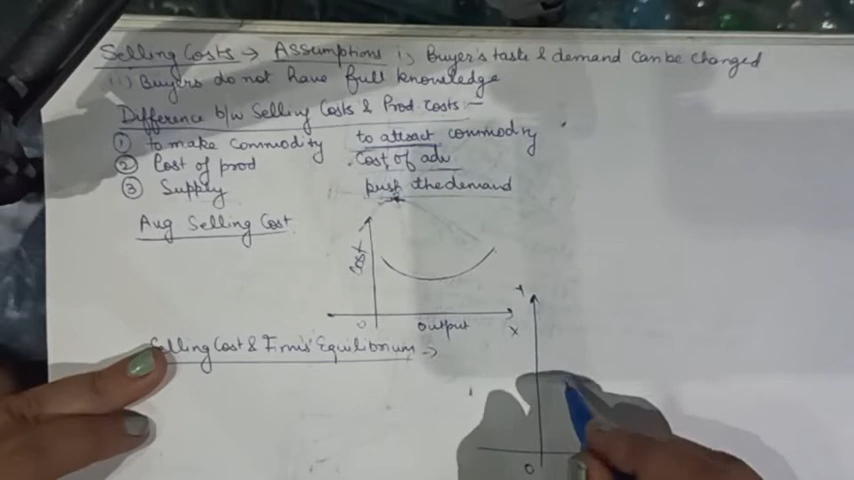 Selling Costs → Assumptions i) Buyer's taste & demand can be changed
ii) Buyers do not have full knowledge
Difference b/w Selling Costs & Prod. Costs :-
① to make commodity to attract commodity
② Cost of prod Cost of adv
③ Supply push the demand
Avg Selling Cost
Cost
Y
O output X
Selling Cost & Firm's Equilibrium →
O